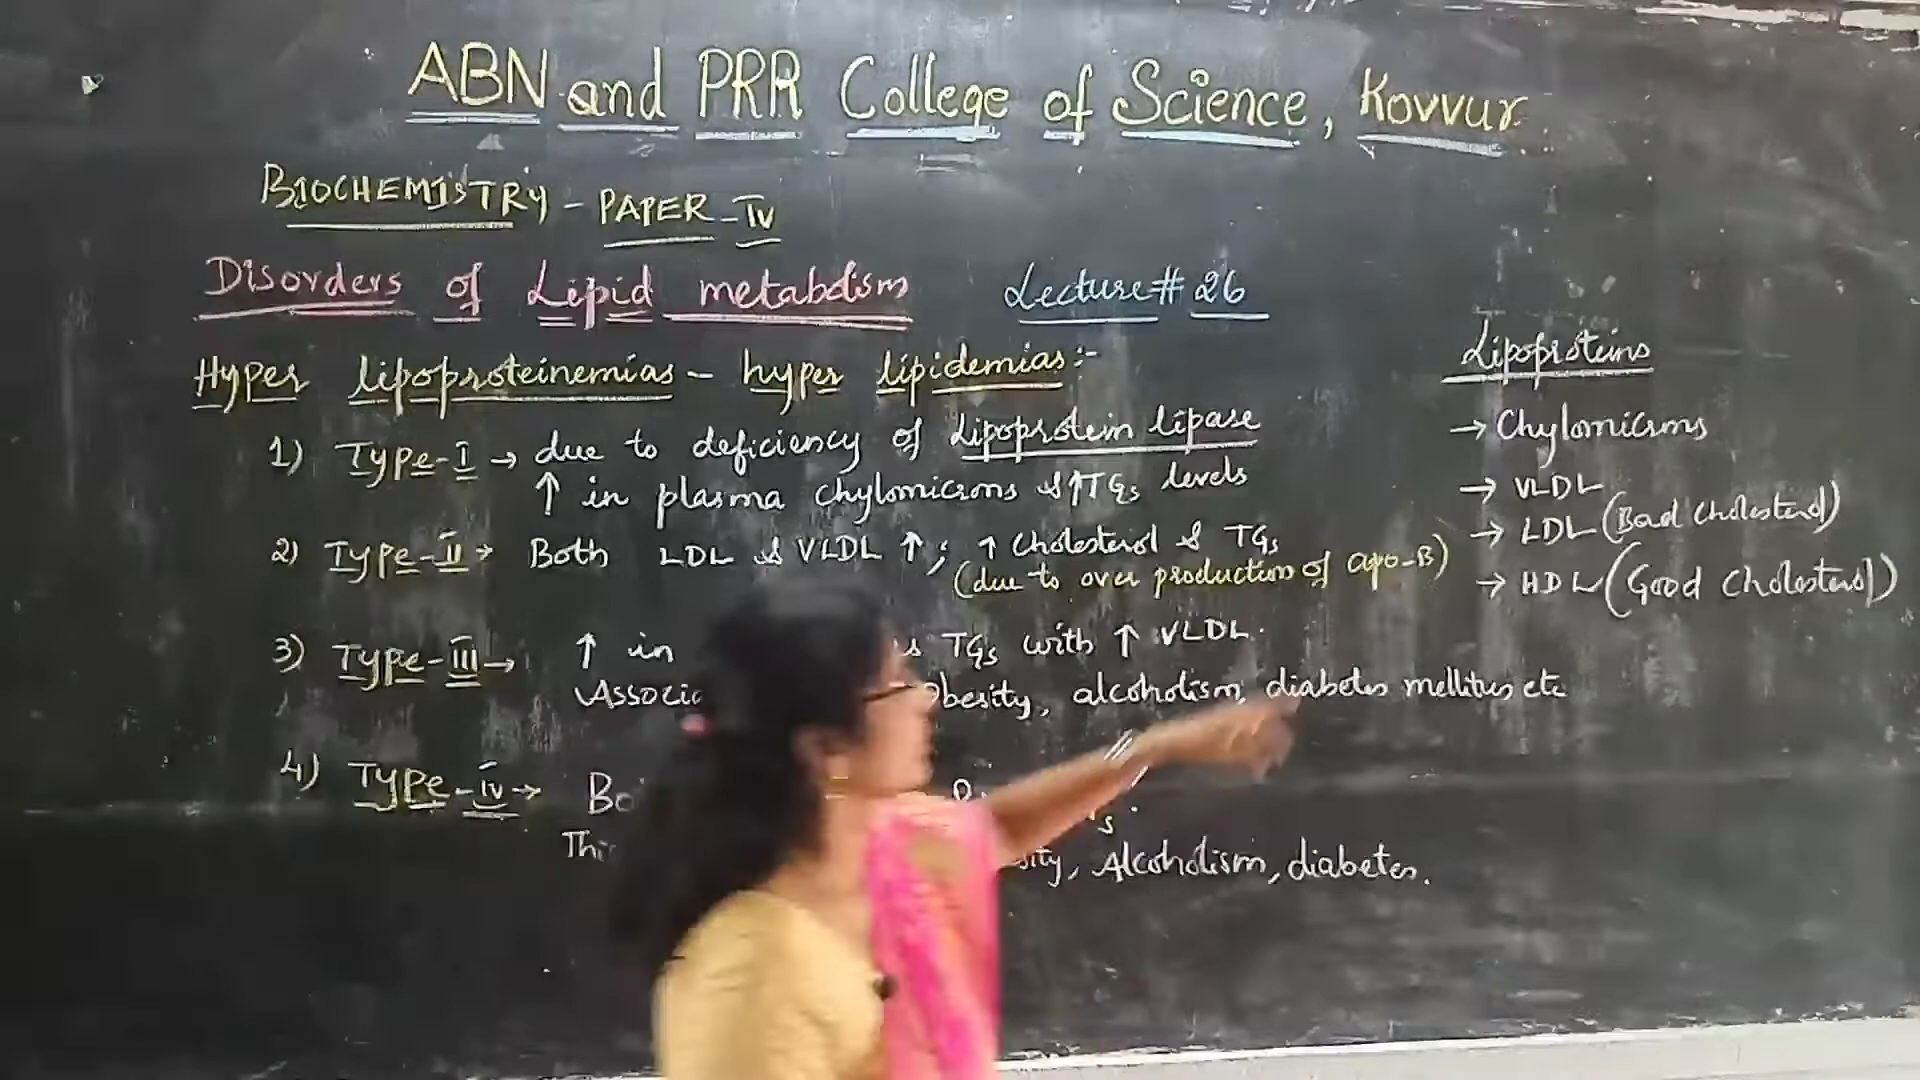 ABN and PRR College of Science, Kovvur.
BIOCHEMISTRY - PAPER - IV
Disorders of Lipid metabolism
Lecture # 26
Hyper lipoproteinemias - hyper lipidemias :-
1) Type-I → due to deficiency of Lipoprotein lipase
↑ in plasma chylomicrons & ↑TGs levels
2) Type-II → Both LDL & VLDL ↑ ; ↑ Cholesterol & TGs
(due to over production of apo-B)
3) Type-III → ↑ in TGs with ↑ VLDL.
obesity, alcoholism, diabetes mellitus etc
4) Type-IV →
Alcoholism, diabetes.
Lipoproteins
→ Chylomicrons
→ VLDL
→ LDL (Bad cholesterol)
→ HDL (Good cholesterol)